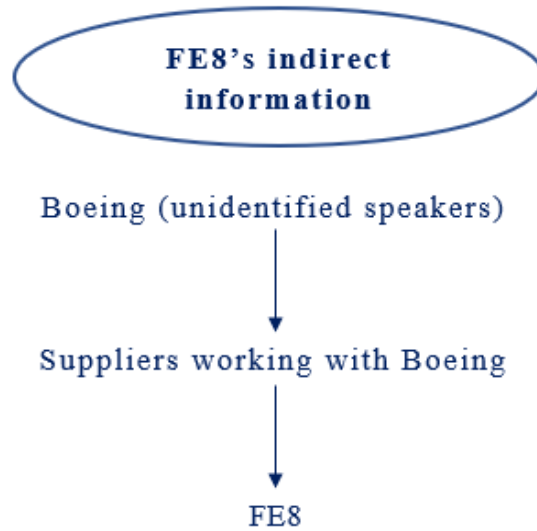 FE8’s indirect
information
Boeing (unidentified speakers)
Suppliers working with Boeing
FE8